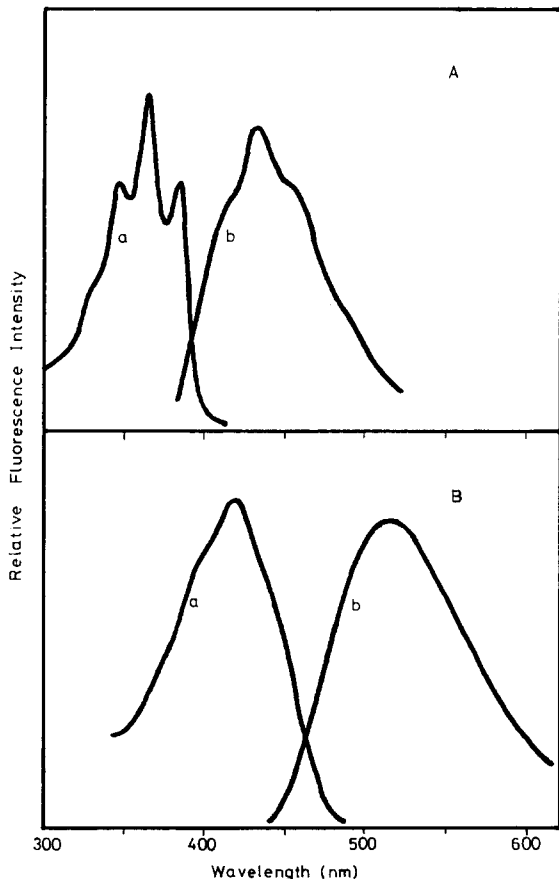 A
a
b
Relative Fluorescence Intensity
B
a
b
300 400 500 600
Wavelength (nm)